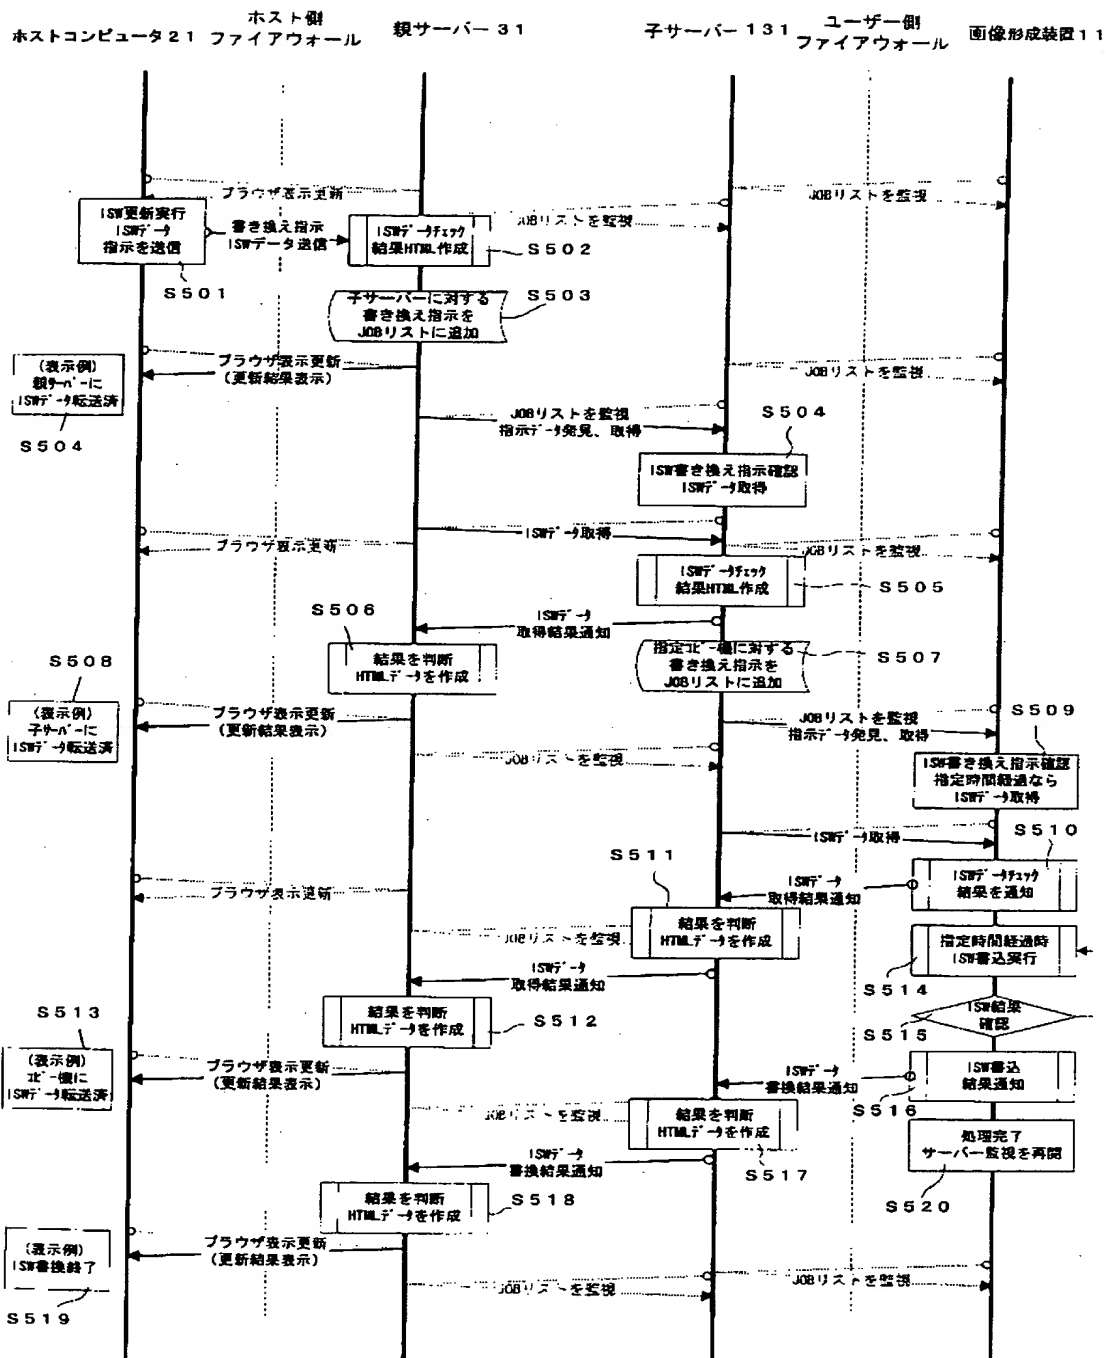 ホストコンピュータ21
ホスト側
ファイアウォール
親サーバー31
子サーバー131
ユーザー側
ファイアウォール
画像形成装置11
ブラウザ表示更新
JOBリストを監視
JOBリストを監視
ISW更新実行
ISWデータ
指示を送信
S501
書き換え指示
ISWデータ送信
ISWデータチェック
結果HTML作成
S502
子サーバーに対する
書き換え指示を
JOBリストに追加
S503
(表示例)
親サーバーに
ISWデータ転送済
S504
ブラウザ表示更新
(更新結果表示)
JOBリストを監視
JOBリストを監視
指示データ発見、取得
S504
ISW書き換え指示確認
ISWデータ取得
ブラウザ表示更新
ISWデータ取得
JOBリストを監視
ISWデータチェック
結果HTML作成
S505
ISWデータ
取得結果通知
S506
結果を判断
HTMLデータを作成
指定コピー機に対する
書き換え指示を
JOBリストに追加
S507
S508
(表示例)
子サーバーに
ISWデータ転送済
ブラウザ表示更新
(更新結果表示)
JOBリストを監視
指示データ発見、取得
S509
JOBリストを監視
ISW書き換え指示確認
指定時間経過なら
ISWデータ取得
ISWデータ取得
S510
ISWデータチェック
結果を通知
ISWデータ
取得結果通知
S511
ブラウザ表示更新
結果を判断
HTMLデータを作成
JOBリストを監視
指定時間経過時
ISW書込実行
S514
ISWデータ
取得結果通知
S513
結果を判断
HTMLデータを作成
S512
ISW結果
確認
S515
(表示例)
コピー機に
ISWデータ転送済
ブラウザ表示更新
(更新結果表示)
ISWデータ
書換結果通知
ISW書込
結果通知
S516
JOBリストを監視
結果を判断
HTMLデータを作成
S517
処理完了
サーバー監視を再開
S520
ISWデータ
書換結果通知
結果を判断
HTMLデータを作成
S518
(表示例)
ISW書換終了
S519
ブラウザ表示更新
(更新結果表示)
JOBリストを監視
JOBリストを監視